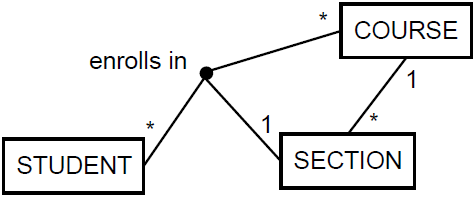 *
COURSE
enrolls in
1
*
1
*
STUDENT
SECTION